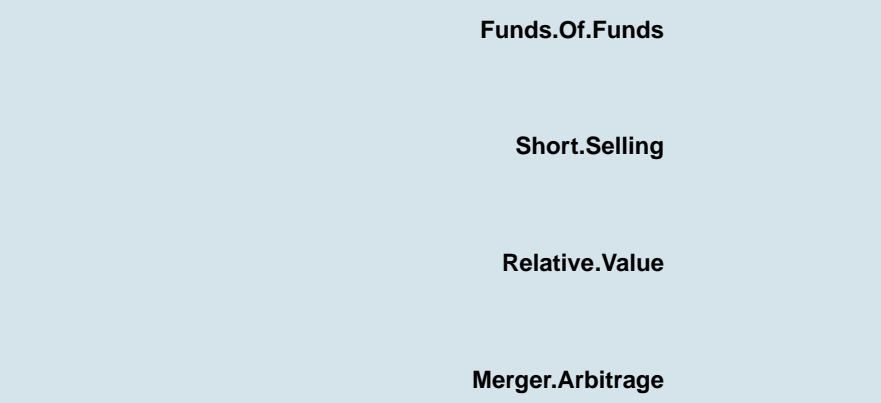 Funds.Of.Funds
Short.Selling
Relative.Value
Merger.Arbitrage